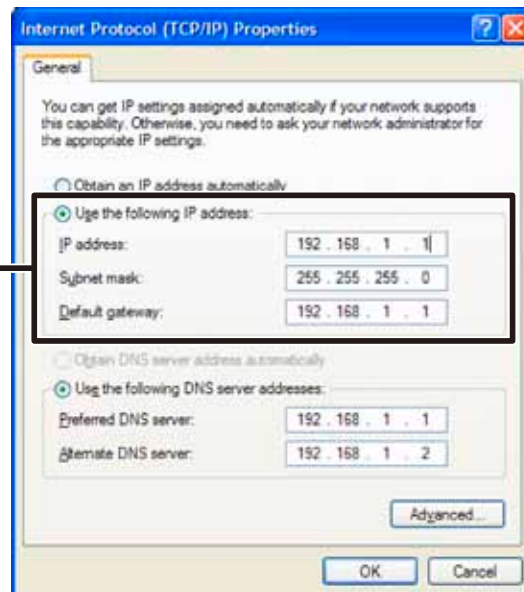 Internet Protocol (TCP/IP) Properties
General
You can get IP settings assigned automatically if your network supports
this capability. Otherwise, you need to ask your network administrator for
the appropriate IP settings.
Obtain an IP address automatically
Use the following IP address:
IP address: 192 . 168 . 1 . 1
Subnet mask: 255 . 255 . 255 . 0
Default gateway: 192 . 168 . 1 . 1
Obtain DNS server address automatically
Use the following DNS server addresses:
Preferred DNS server: 192 . 168 . 1 . 1
Alternate DNS server: 192 . 168 . 1 . 2
Advanced...
OK Cancel